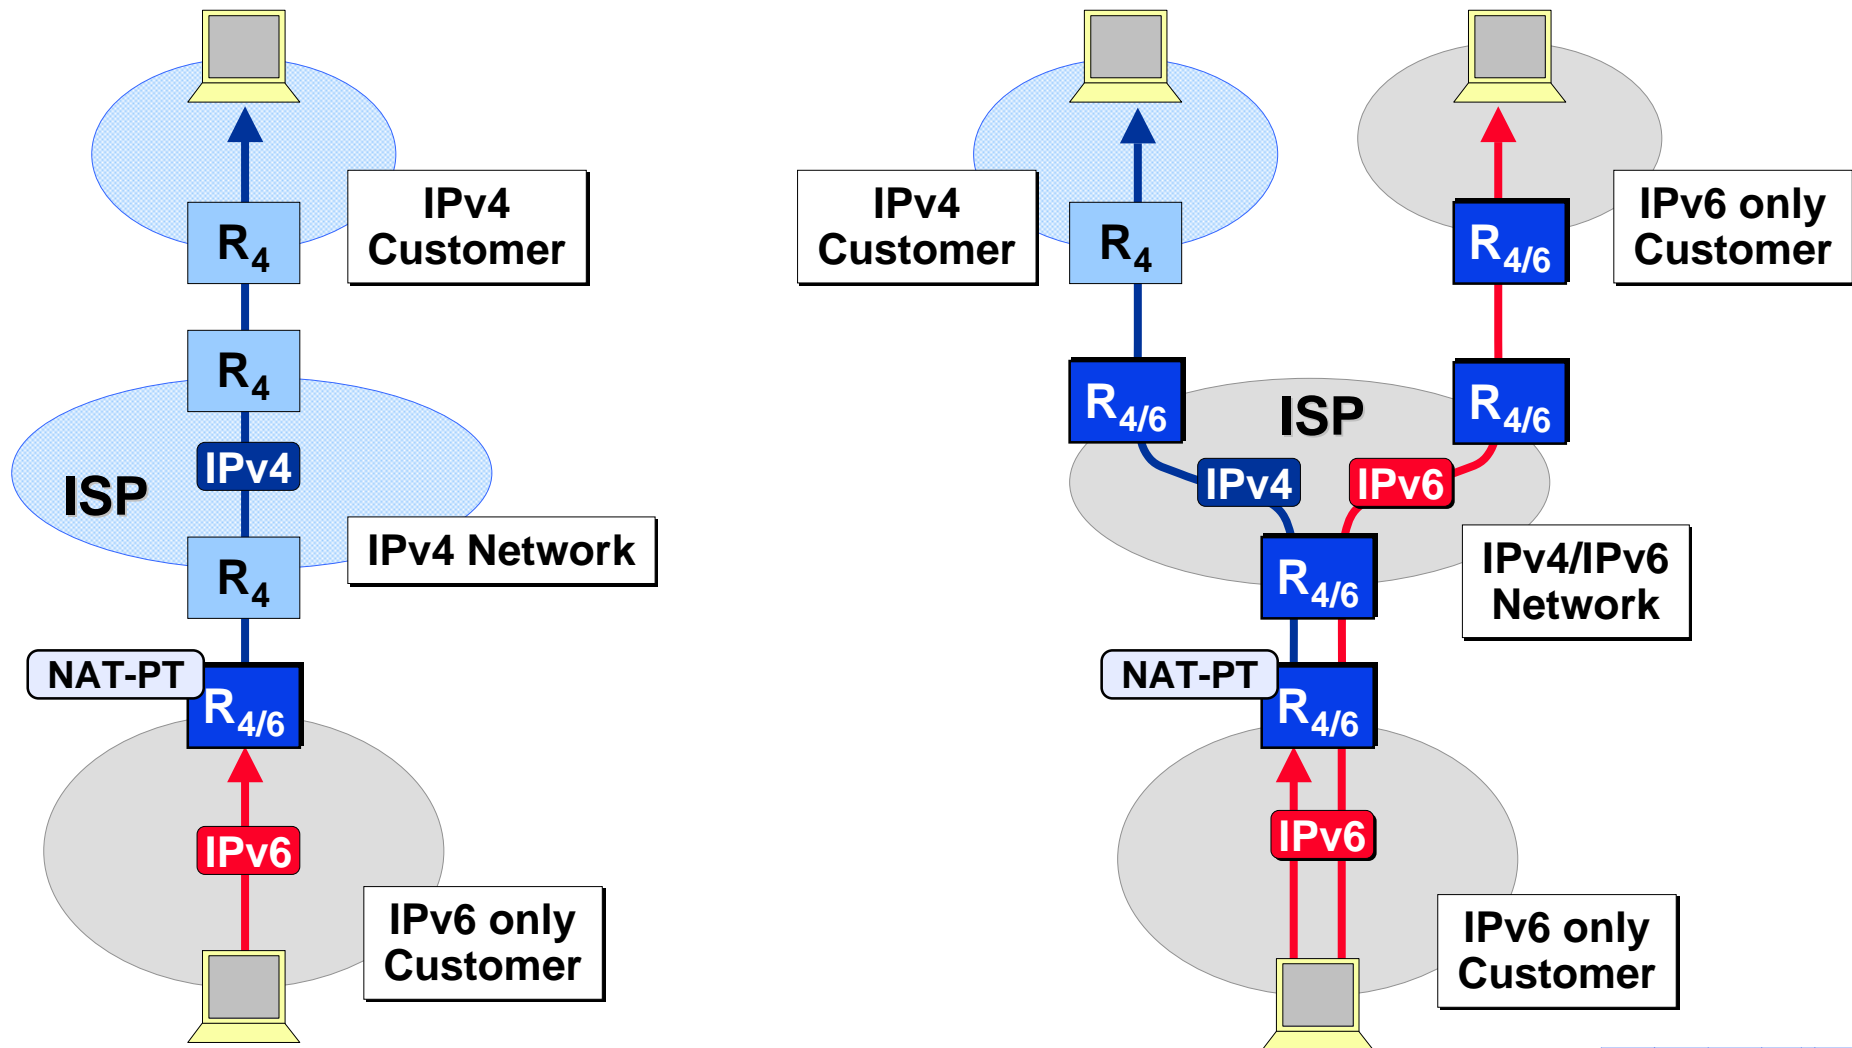 IPv4
Customer
R4
R4
IPv4
ISP
IPv4 Network
R4
NAT-PT
R4/6
IPv6
IPv6 only
Customer
IPv4
Customer
R4
R4/6
IPv6 only
Customer
R4/6
ISP
R4/6
IPv4
IPv6
R4/6
IPv4/IPv6
Network
NAT-PT
R4/6
IPv6
IPv6 only
Customer